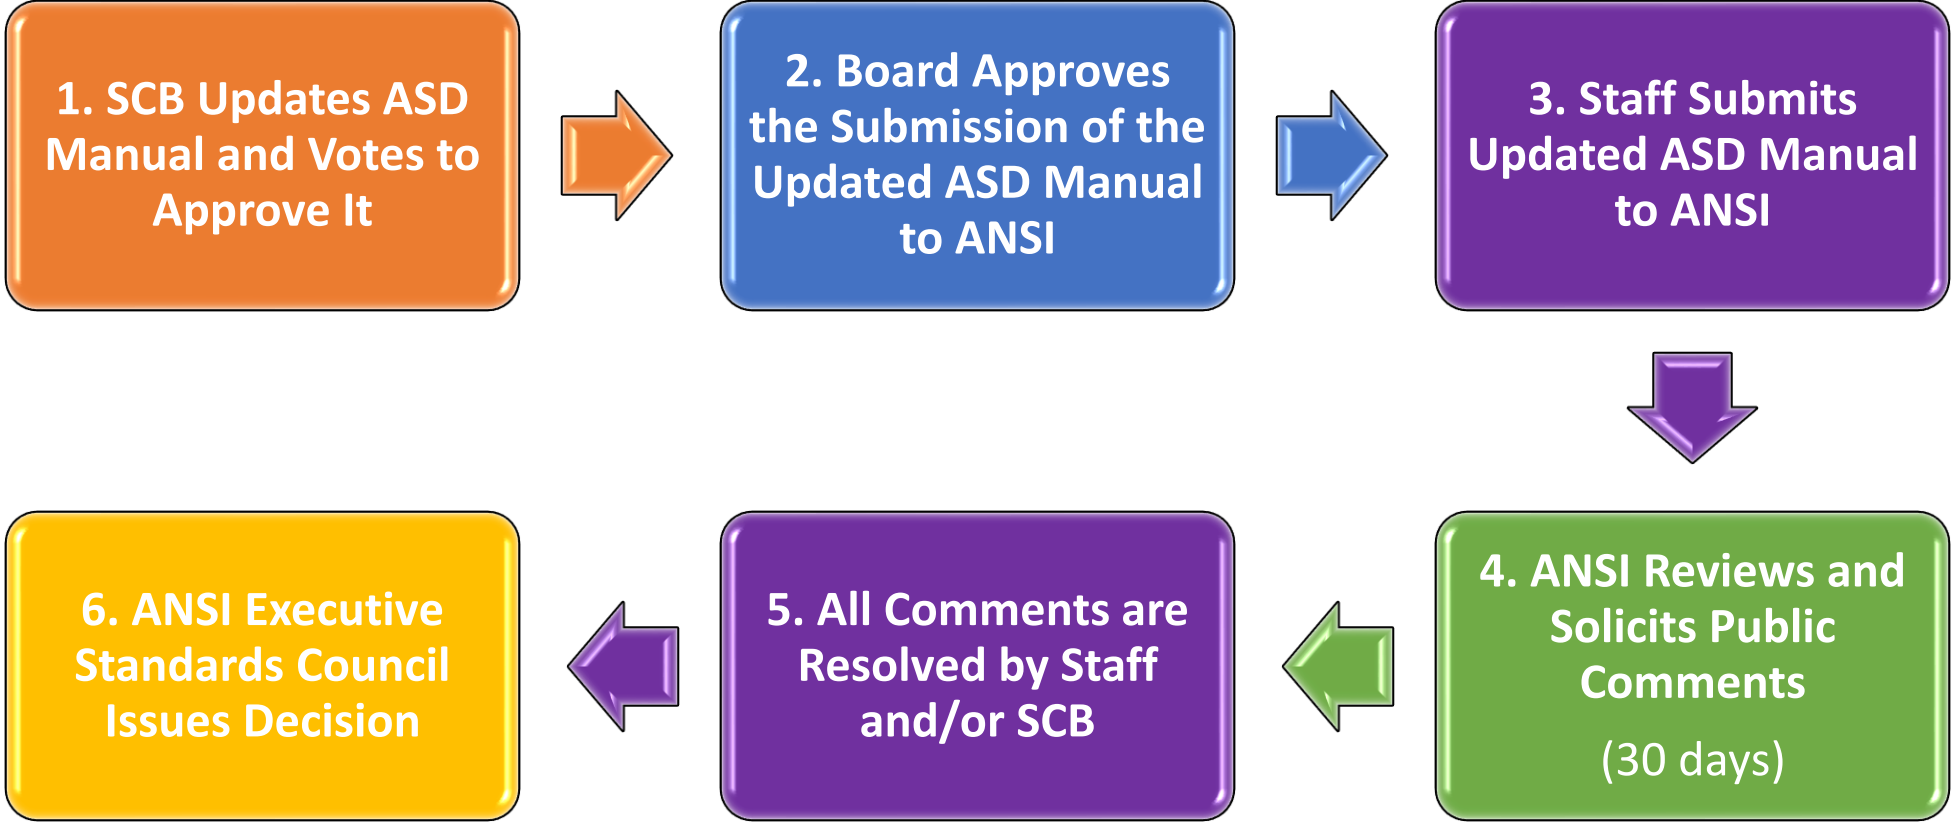 1. SCB Updates ASD
Manual and Votes to
Approve It
2. Board Approves
the Submission of the
Updated ASD Manual
to ANSI
3. Staff Submits
Updated ASD Manual
to ANSI
4. ANSI Reviews and
Solicits Public
Comments
(30 days)
5. All Comments are
Resolved by Staff
and/or SCB
6. ANSI Executive
Standards Council
Issues Decision